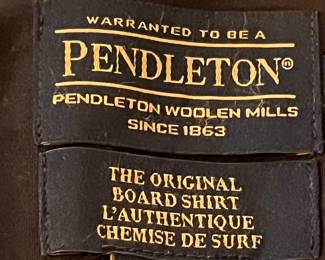 WARRANTED TO BE A
PENDLETON®
PENDLETON WOOLEN MILLS
SINCE 1863
THE ORIGINAL
BOARD SHIRT
L'AUTHENTIQUE
CHEMISE DE SURF